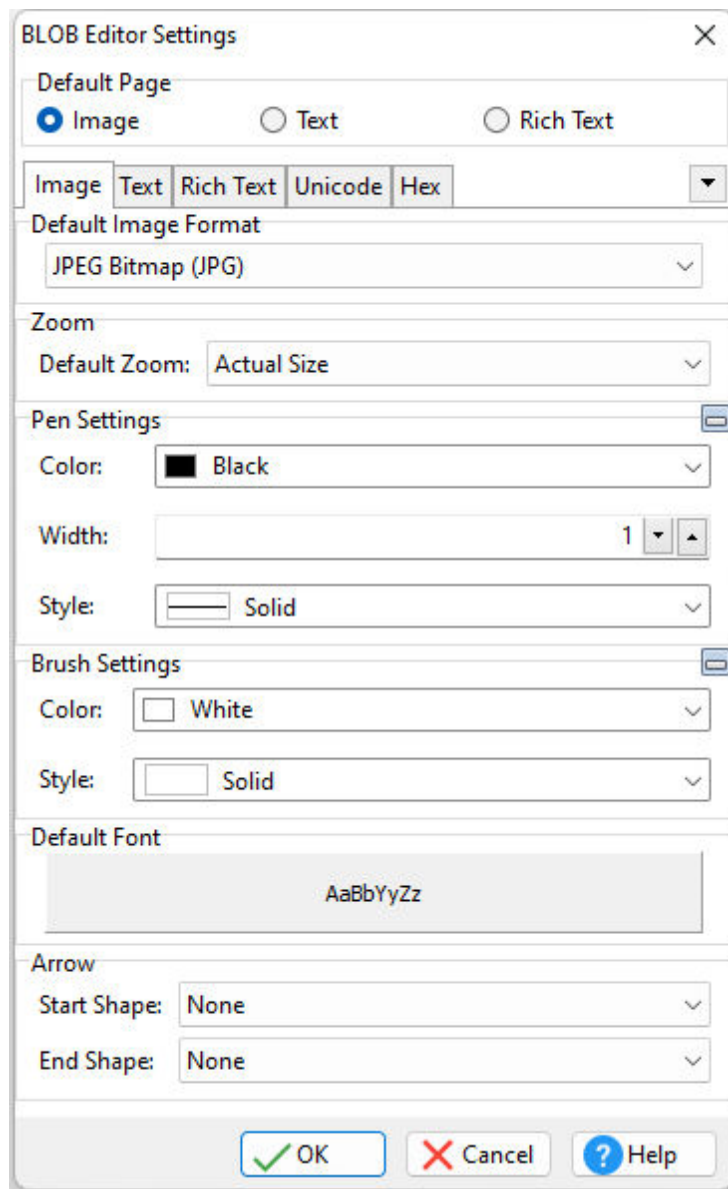 BLOB Editor Settings
Default Page
Image Text Rich Text
Image Text Rich Text Unicode Hex
Default Image Format
JPEG Bitmap (JPG)
Zoom
Default Zoom: Actual Size
Pen Settings
Color: Black
Width: 1
Style: Solid
Brush Settings
Color: White
Style: Solid
Default Font
AaBbYyZz
Arrow
Start Shape: None
End Shape: None
OK Cancel Help